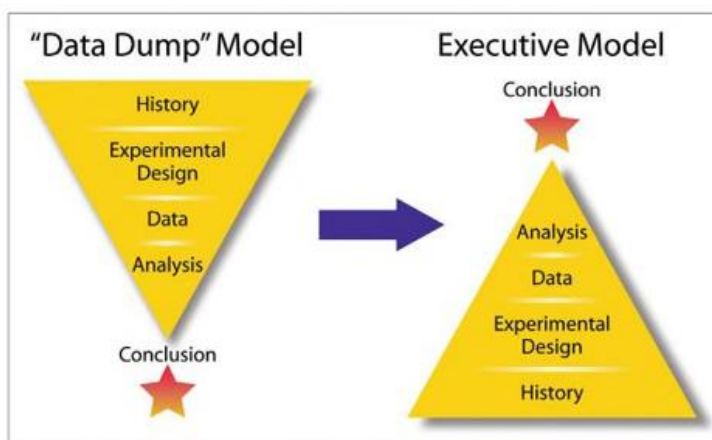 “Data Dump” Model
History
Experimental
Design
Data
Analysis
Conclusion
Executive Model
Conclusion
Analysis
Data
Experimental
Design
History